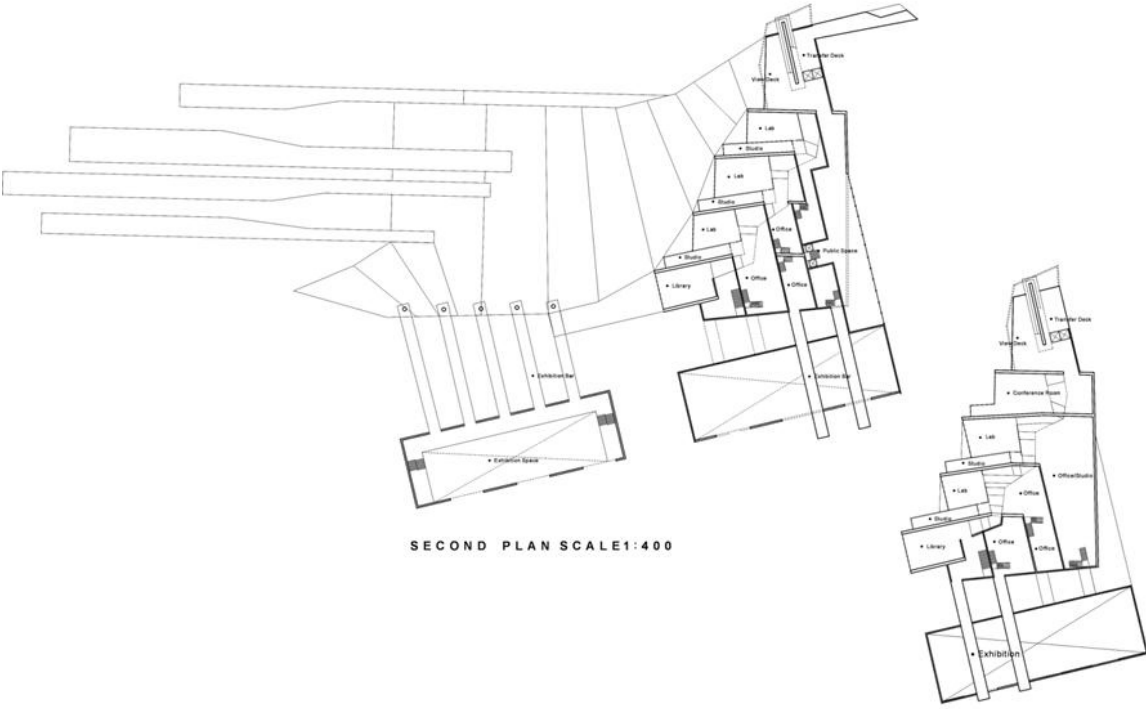 Transfer Deck
View Deck
Lab
Studio
Lab
Studio
Lab
Office
Studio
Public Space
Library
Office
Office
Exhibition Bar
Exhibition Bar
Exhibition Space
SECOND PLAN SCALE1:400
Transfer Deck
View Deck
Conference Room
Lab
Studio
Office/Studio
Lab
Office
Studio
Library
Office
Office
Exhibition